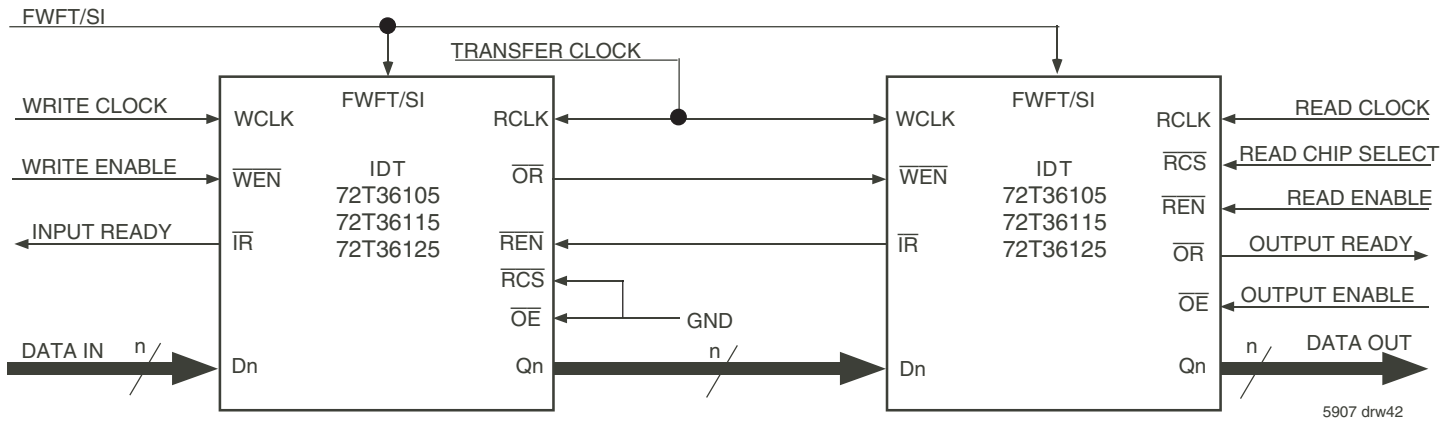 FWFT/SI
TRANSFER CLOCK
WRITE CLOCK
WRITE ENABLE
INPUT READY
DATA IN
n
FWFT/SI
WCLK
RCLK
WEN
OR
IDT
72T36105
72T36115
72T36125
IR
REN
RCS
OE
Dn
Qn
GND
n
FWFT/SI
WCLK
RCLK
RCS
WEN
IDT
72T36105
72T36115
72T36125
REN
IR
OR
OE
Dn
Qn
READ CLOCK
READ CHIP SELECT
READ ENABLE
OUTPUT READY
OUTPUT ENABLE
n
DATA OUT
5907 drw42